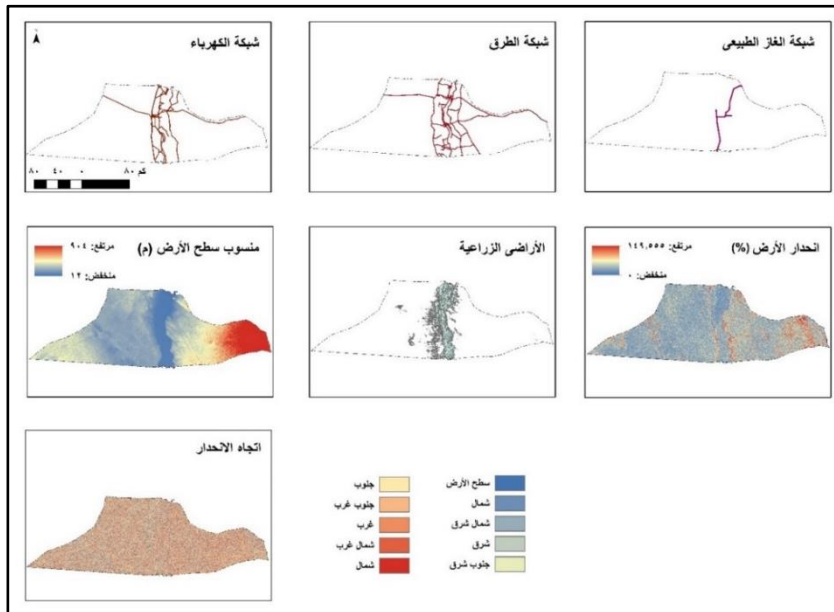 شبكة الكهرباء
٨٠ ٤٠ ٠ ٨٠ كم
شبكة الطرق
شبكة الغاز الطبيعى
منسوب سطح الأرض (م)
مرتفع: ٩٠٤
منخفض: ١٢
الأراضى الزراعية
انحدار الأرض (%)
مرتفع: ١٤٩,٥٥٥
منخفض: ٠
اتجاه الانحدار
سطح الأرض
شمال
شمال شرق
شرق
جنوب شرق
جنوب
جنوب غرب
غرب
شمال غرب
شمال